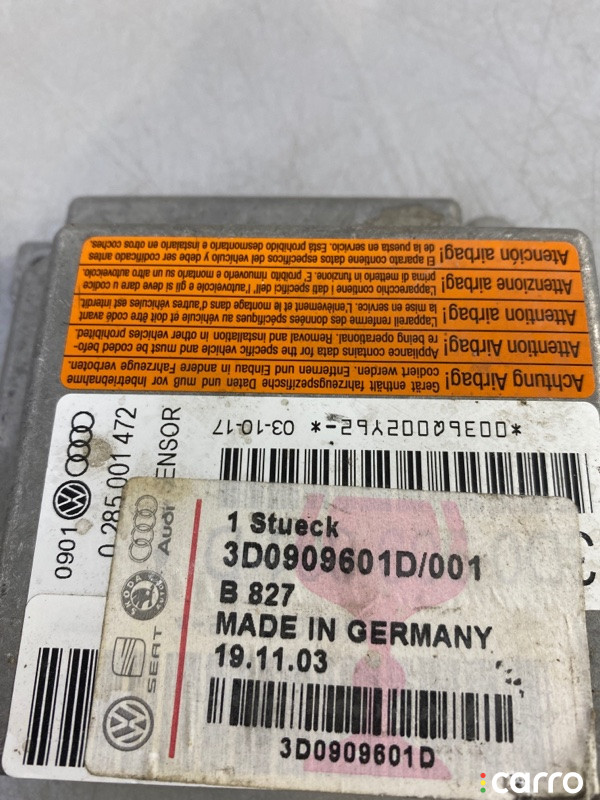 Achtung Airbag!
Gerät enthält fahrzeugspezifische Daten und muß vor Inbetriebnahme
codiert werden. Entfernen und Einbau in andere Fahrzeuge verboten.
Attention Airbag!
Appliance contains data for the specific vehicle and must be coded befo-
re being operational. Removal and installation in other vehicles prohibited.
Attention Airbag!
L'appareil renferme des données spécifiques au véhicule et doit être codé avant
la mise en service. L'enlèvement et le montage dans d'autres véhicules est interdit.
Attenzione airbag!
L'apparecchio contiene i dati specifici dell'autoveicolo e gli si deve dare u codice
prima di metterlo in funzione. E' proibito rimuoverlo e montarlo su un altro autoveicolo.
Atención airbag!
El aparato contiene datos específicos del vehículo y debe ser codificado antes
de la puesta en servicio. Está prohibido desmontarlo e instalarlo en otros coches.
*0036Q0002Y62-* 03-10-17
0901
0 285 001 472
ENSOR
1 Stueck
3D0909601D/001
B 827
MADE IN GERMANY
19.11.03
3D0909601D
Audi
SKODA
AUTO
SEAT
carro